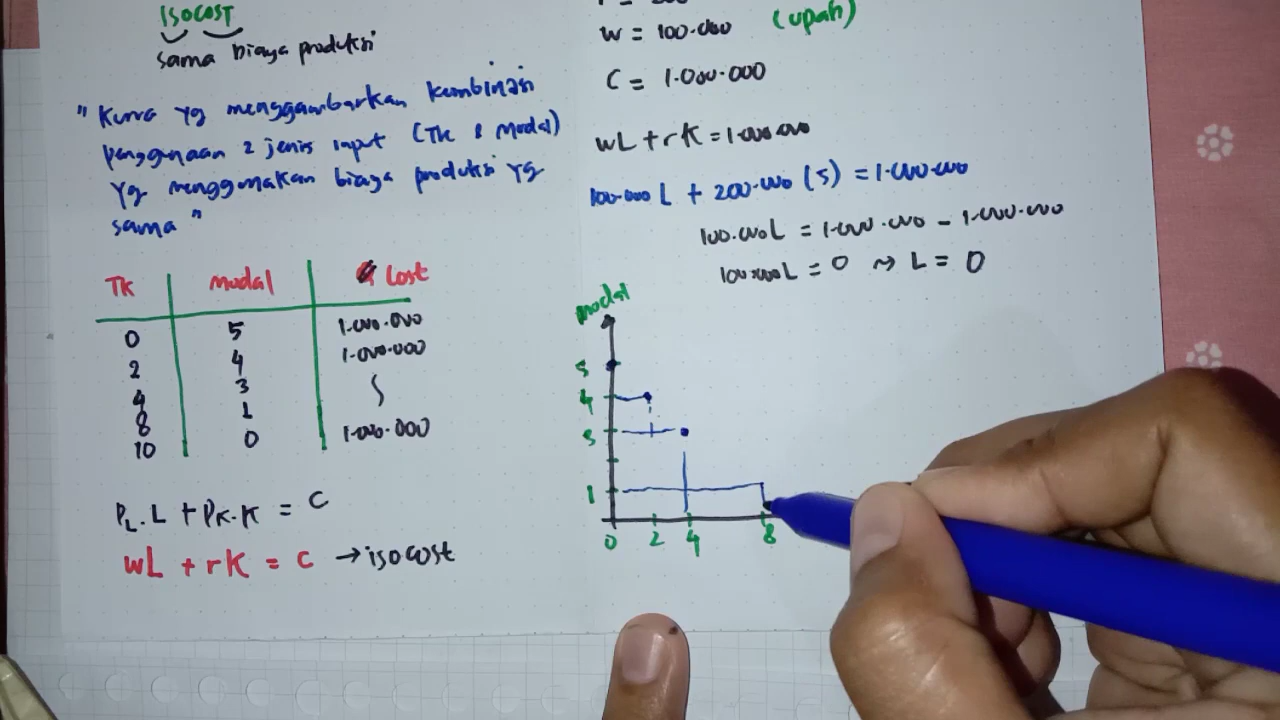 ISOCOST
sama biaya produksi
"Kurva yg menggambarkan kombinasi
penggunaan 2 jenis input (Tk & Modal)
yg menggunakan biaya produksi yg
sama"
Tk Modal Cost
0 5 1.000.000
2 4 1.000.000
4 3
8 1
10 0 1.000.000
PL.L + PK.K = C
wL + rK = C → isocost
W = 100.000 (upah)
C = 1.000.000
wL + rK = 1.000.000
100.000 L + 200.000 (5) = 1.000.000
100.000L = 1.000.000 - 1.000.000
100.000L = 0 ⇝ L = 0
modal
5
4
3
1
0 2 4 8